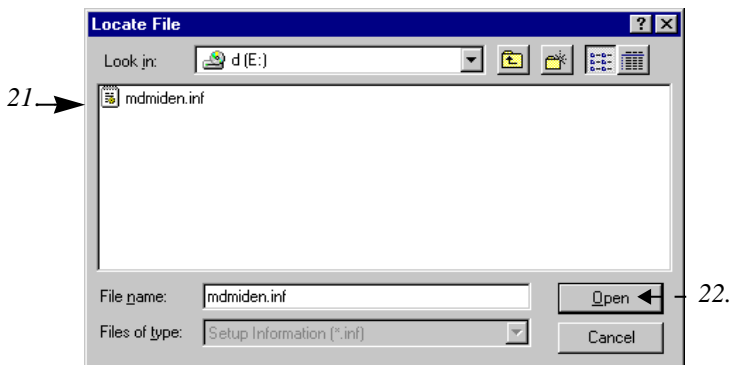 Locate File
Look in: d (E:)
21.
mdmiden.inf
File name: mdmiden.inf
Open
22.
Files of type: Setup Information (*.inf)
Cancel